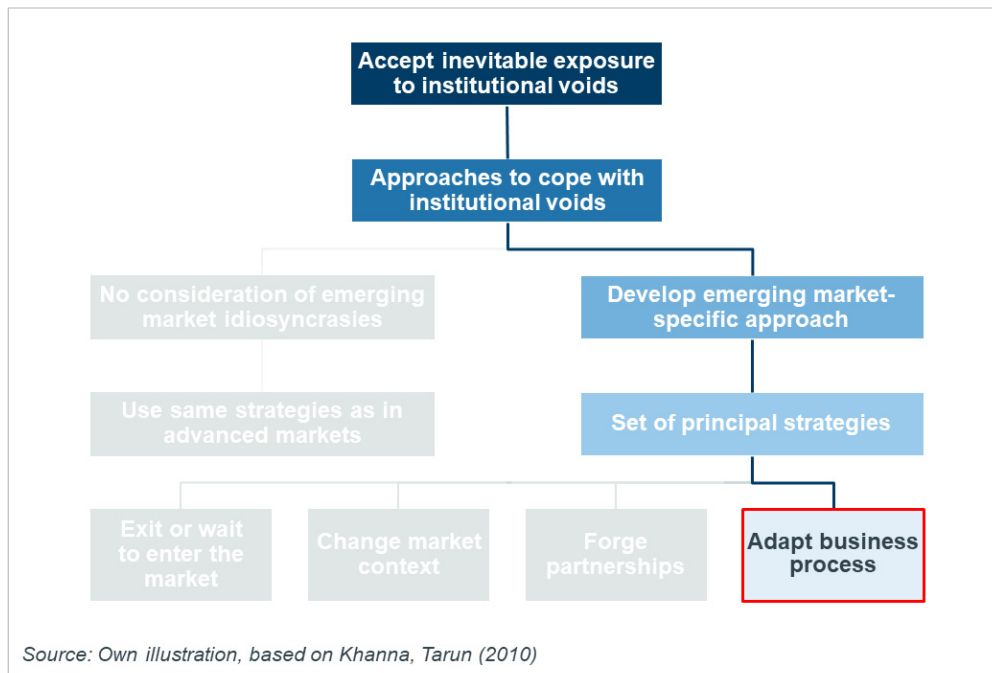 Accept inevitable exposure
to institutional voids
Approaches to cope with
institutional voids
No consideration of emerging
market idiosyncrasies
Develop emerging market-
specific approach
Use same strategies as in
advanced markets
Set of principal strategies
Exit or wait
to enter the
market
Change market
context
Forge
partnerships
Adapt business
process
Source: Own illustration, based on Khanna, Tarun (2010)